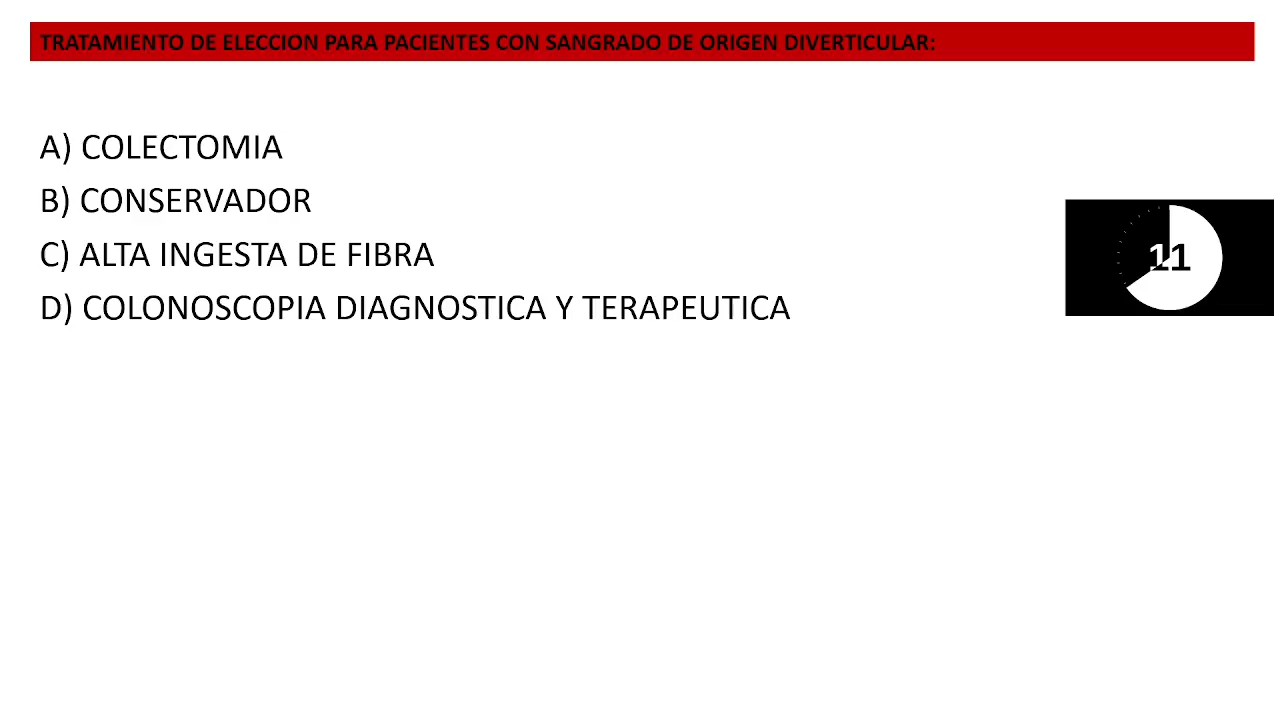 TRATAMIENTO DE ELECCION PARA PACIENTES CON SANGRADO DE ORIGEN DIVERTICULAR:
A) COLECTOMIA
B) CONSERVADOR
11
C) ALTA INGESTA DE FIBRA
D) COLONOSCOPIA DIAGNOSTICA Y TERAPEUTICA